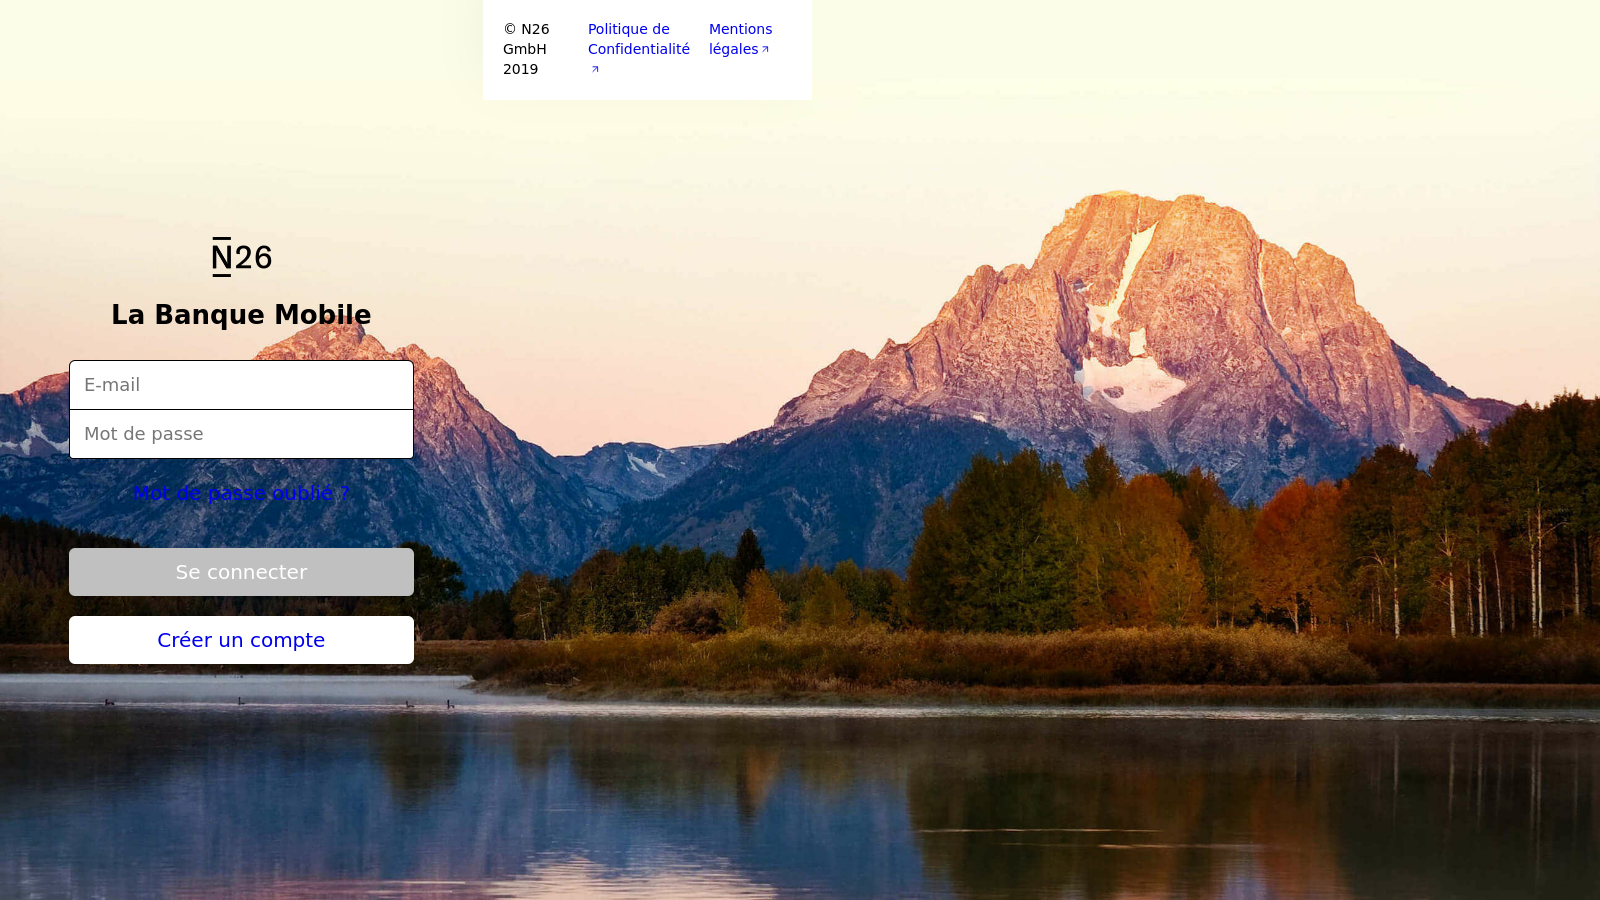 © N26
GmbH
2019
Politique de
Confidentialité
Mentions
légales
N26
La Banque Mobile
E-mail
Mot de passe
Mot de passe oublié ?
Se connecter
Créer un compte